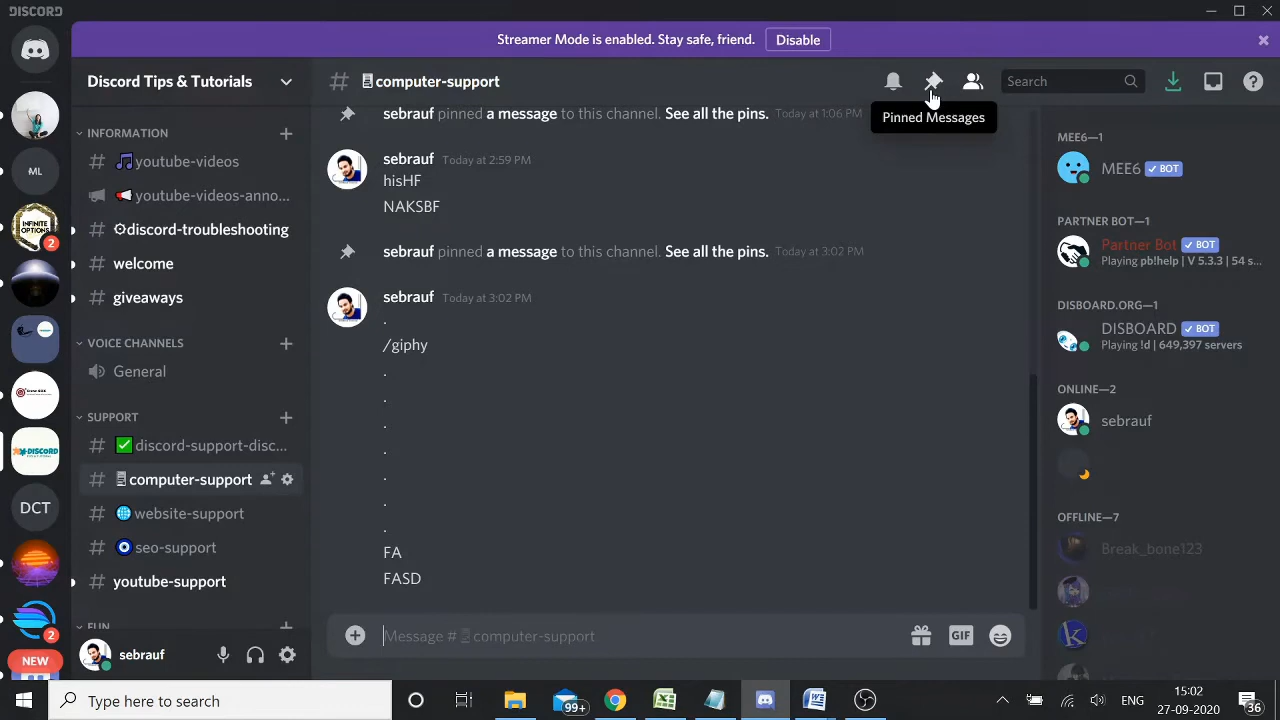 DISCORD
Streamer Mode is enabled. Stay safe, friend. Disable
Discord Tips & Tutorials
computer-support
Search
Pinned Messages
ML
INFINITE OPTIONS
2
DISCORD
DCT
2
NEW
INFORMATION
youtube-videos
youtube-videos-anno...
discord-troubleshooting
welcome
giveaways
VOICE CHANNELS
General
SUPPORT
discord-support-disc...
computer-support
website-support
seo-support
youtube-support
FUN
sebrauf
sebrauf pinned a message to this channel. See all the pins. Today at 1:06 PM
sebrauf Today at 2:59 PM
hisHF
NAKSBF
sebrauf pinned a message to this channel. See all the pins. Today at 3:02 PM
sebrauf Today at 3:02 PM
.
/giphy
.
.
.
.
.
.
.
FA
FASD
Message # computer-support
GIF
MEE6—1
MEE6 ✓ BOT
PARTNER BOT—1
Partner Bot ✓ BOT
Playing pb!help | V 5.3.3 | 54 s...
DISBOARD.ORG—1
DISBOARD ✓ BOT
Playing !d | 649,397 servers
ONLINE—2
sebrauf
OFFLINE—7
Break_bone123
Type here to search
99+
ENG
15:02
27-09-2020
36